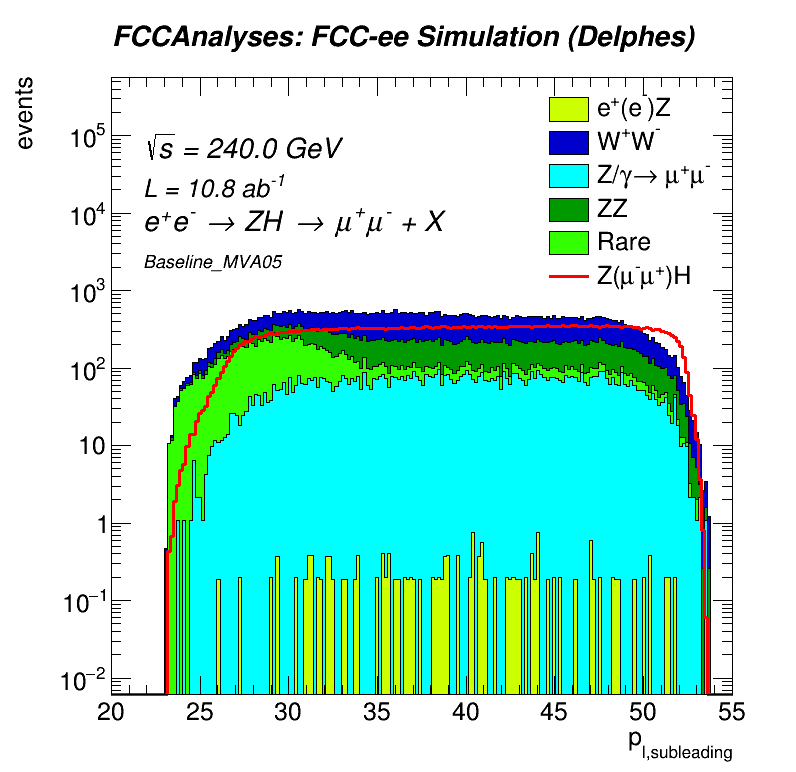 FCCAnalyses: FCC-ee Simulation (Delphes)
events
√s = 240.0 GeV
L = 10.8 ab⁻¹
e⁺e⁻ → ZH → μ⁺μ⁻ + X
Baseline_MVA05
e⁺(e⁻)Z
W⁺W⁻
Z/γ→ μ⁺μ⁻
ZZ
Rare
Z(μ⁻μ⁺)H
10⁵
10⁴
10³
10²
10
1
10⁻¹
10⁻²
20 25 30 35 40 45 50 55
p_l,subleading